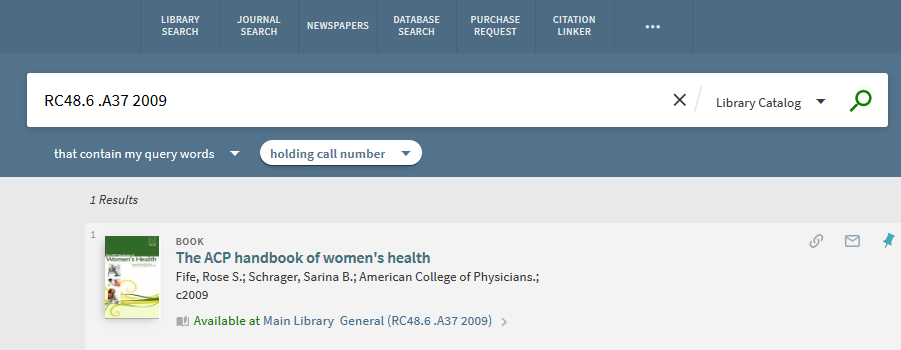 LIBRARY SEARCH
JOURNAL SEARCH
NEWSPAPERS
DATABASE SEARCH
PURCHASE REQUEST
CITATION LINKER
•••
RC48.6 .A37 2009
Library Catalog
that contain my query words
holding call number
1 Results
1
Women's Health
BOOK
The ACP handbook of women's health
Fife, Rose S.; Schrager, Sarina B.; American College of Physicians.;
c2009
Available at Main Library General (RC48.6 .A37 2009)